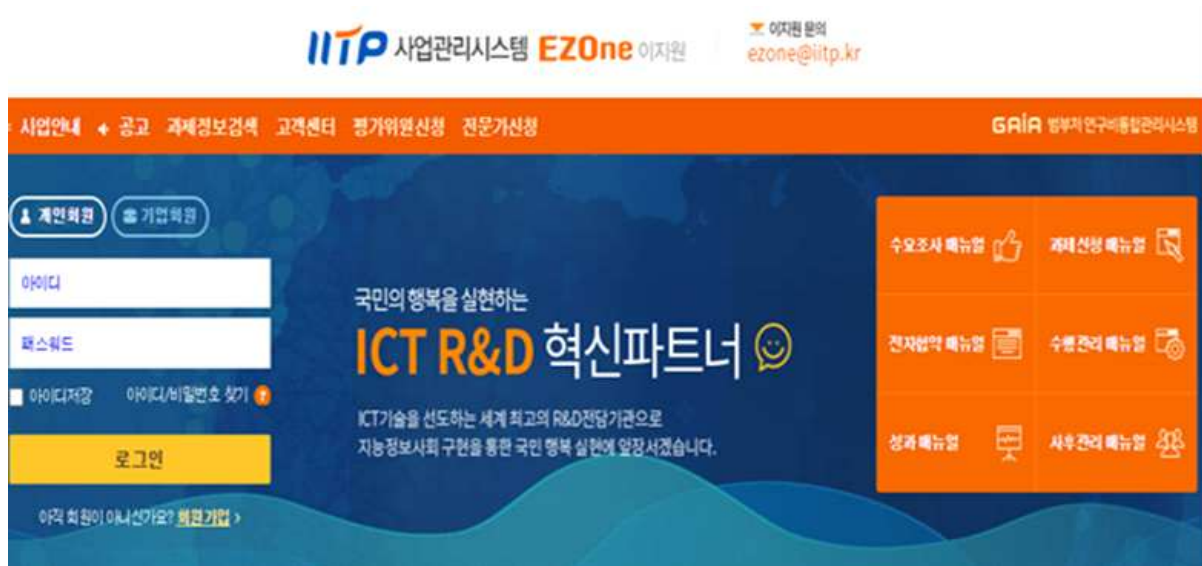 IITP 사업관리시스템 EZOne 이지원
이지원 문의
ezone@iitp.kr
사업안내 공고 과제정보검색 고객센터 평가위원신청 전문가신청
GAIA 범부처 연구비통합관리시스템
개인회원 기업회원
아이디
패스워드
아이디저장 아이디/비밀번호 찾기 ?
로그인
아직 회원이 아니신가요? 회원가입 >
국민의 행복을 실현하는
ICT R&D 혁신파트너
ICT기술을 선도하는 세계 최고의 R&D전담기관으로
지능정보사회 구현을 통한 국민 행복 실현에 앞장서겠습니다.
수요조사 매뉴얼 과제신청 매뉴얼
전자협약 매뉴얼 수행관리 매뉴얼
성과 매뉴얼 사후관리 매뉴얼